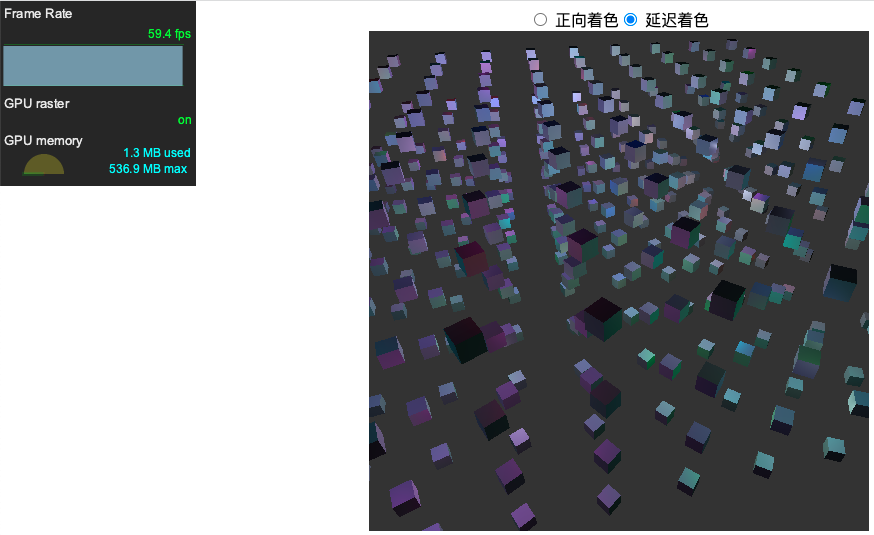 Frame Rate
59.4 fps
GPU raster
on
GPU memory
1.3 MB used
536.9 MB max
正向着色 延迟着色